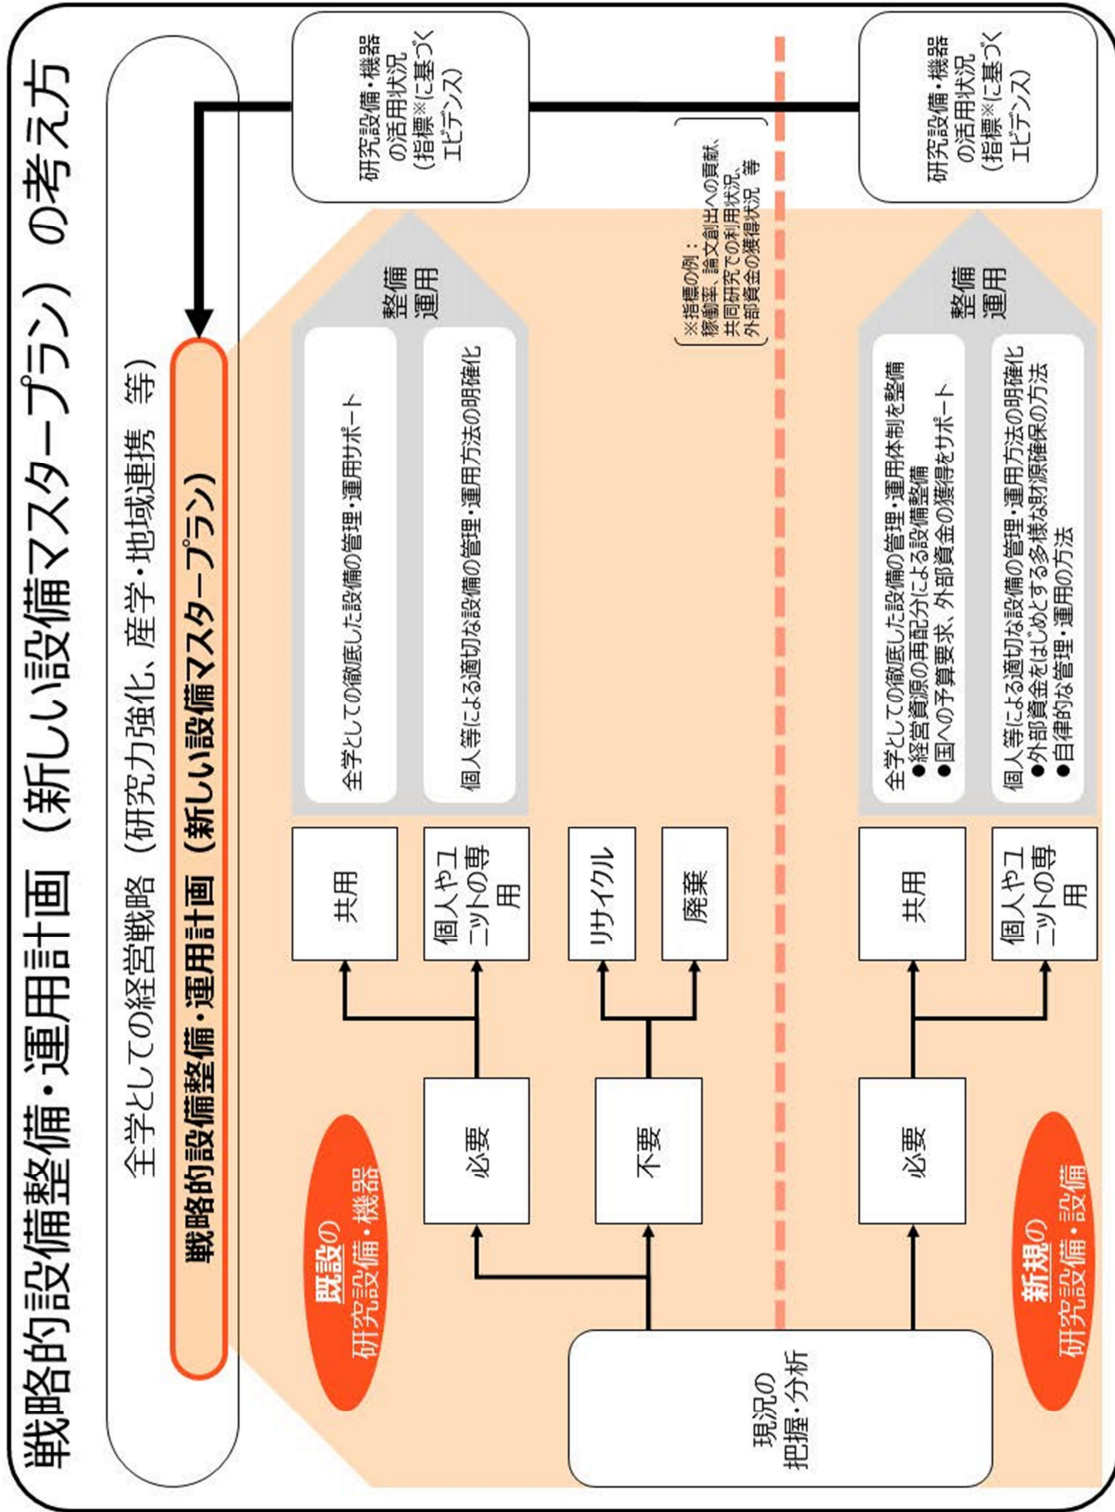 戦略的設備整備・運用計画（新しい設備マスタープラン）の考え方
全学としての経営戦略（研究力強化、産学・地域連携　等）
戦略的設備整備・運用計画（新しい設備マスタープラン）
現況の
把握・分析
既設の
研究設備・機器
必要
共用
個人やユ
ニットの専
用
不要
リサイクル
廃棄
全学としての徹底した設備の管理・運用サポート
個人等による適切な設備の管理・運用方法の明確化
整備
運用
研究設備・機器
の活用状況
（指標※に基づく
エビデンス）
※指標の例：
稼働率、論文創出への貢献、
共同研究での利用状況、
外部資金の獲得状況　等
新規の
研究設備・設備
必要
共用
個人やユ
ニットの専
用
全学としての徹底した設備の管理・運用体制を整備
●経営資源の再配分による設備整備
●国への予算要求、外部資金の獲得をサポート
個人等による適切な設備の管理・運用方法の明確化
●外部資金をはじめとする多様な財源確保の方法
●自律的な管理・運用の方法
整備
運用
研究設備・機器
の活用状況
（指標※に基づく
エビデンス）